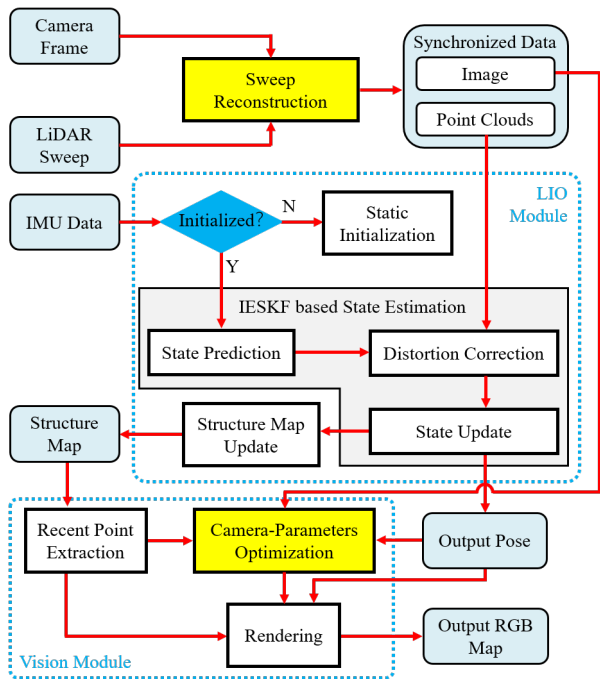 Camera
Frame
Sweep
Reconstruction
Synchronized Data
Image
Point Clouds
LiDAR
Sweep
LIO
Module
IMU Data
Initialized?
N
Static
Initialization
Y
IESKF based State Estimation
State Prediction
Distortion Correction
Structure
Map
Structure Map
Update
State Update
Recent Point
Extraction
Camera-Parameters
Optimization
Output Pose
Rendering
Output RGB
Map
Vision Module